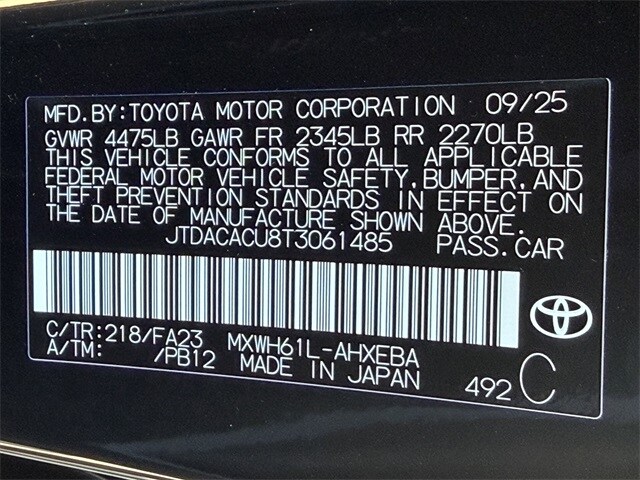 MFD.BY:TOYOTA MOTOR CORPORATION 09/25
GVWR 4475LB GAWR FR 2345LB RR 2270LB
THIS VEHICLE CONFORMS TO ALL APPLICABLE
FEDERAL MOTOR VEHICLE SAFETY,BUMPER,AND
THEFT PREVENTION STANDARDS IN EFFECT ON
THE DATE OF MANUFACTURE SHOWN ABOVE.
JTDACACU8T3061485 PASS.CAR
C/TR:218/FA23 MXWH61L-AHXEBA
A/TM: /PB12 MADE IN JAPAN
492 C